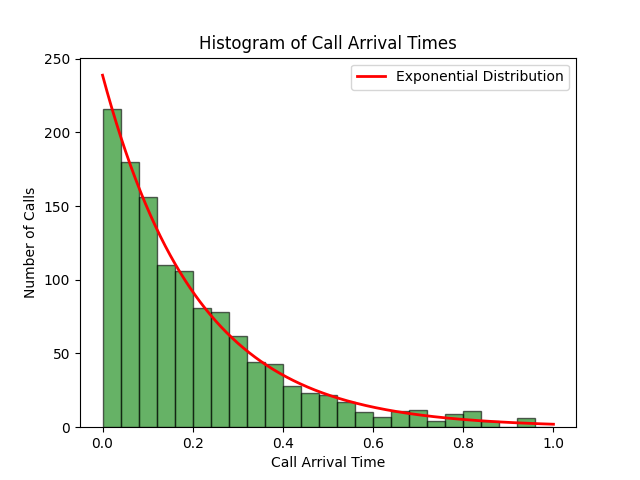 Histogram of Call Arrival Times
Exponential Distribution
250
200
150
100
50
0
Number of Calls
0.0 0.2 0.4 0.6 0.8 1.0
Call Arrival Time